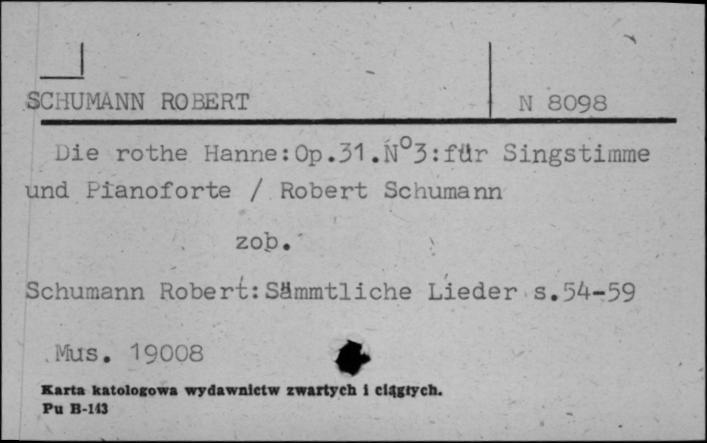 SCHUMANN ROBERT N 8098
Die rothe Hanne:Op.31.N°3:für Singstimme
und Pianoforte / Robert Schumann
zob.
Schumann Robert:Sämmtliche Lieder s.54-59
Mus. 19008
Karta katologowa wydawnictw zwartych i ciągłych.
Pu B-143